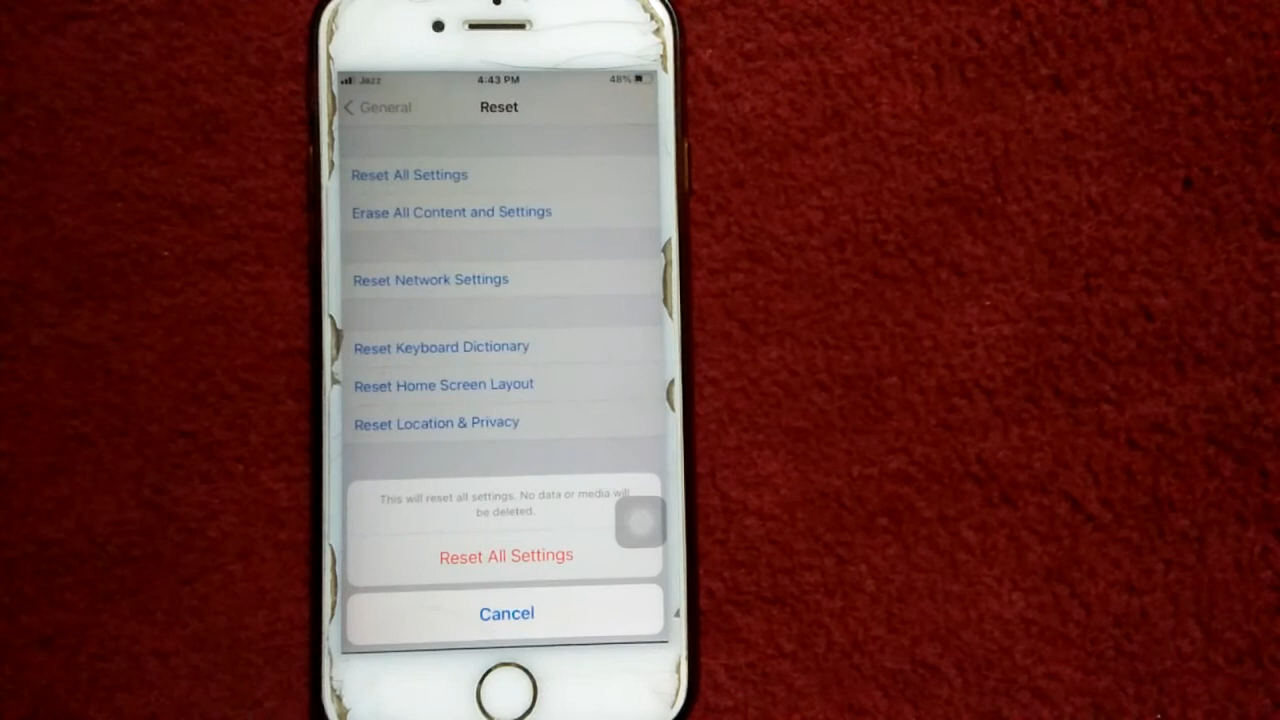 Jazz 4:43 PM 48%
General Reset
Reset All Settings
Erase All Content and Settings
Reset Network Settings
Reset Keyboard Dictionary
Reset Home Screen Layout
Reset Location & Privacy
This will reset all settings. No data or media will
be deleted.
Reset All Settings
Cancel